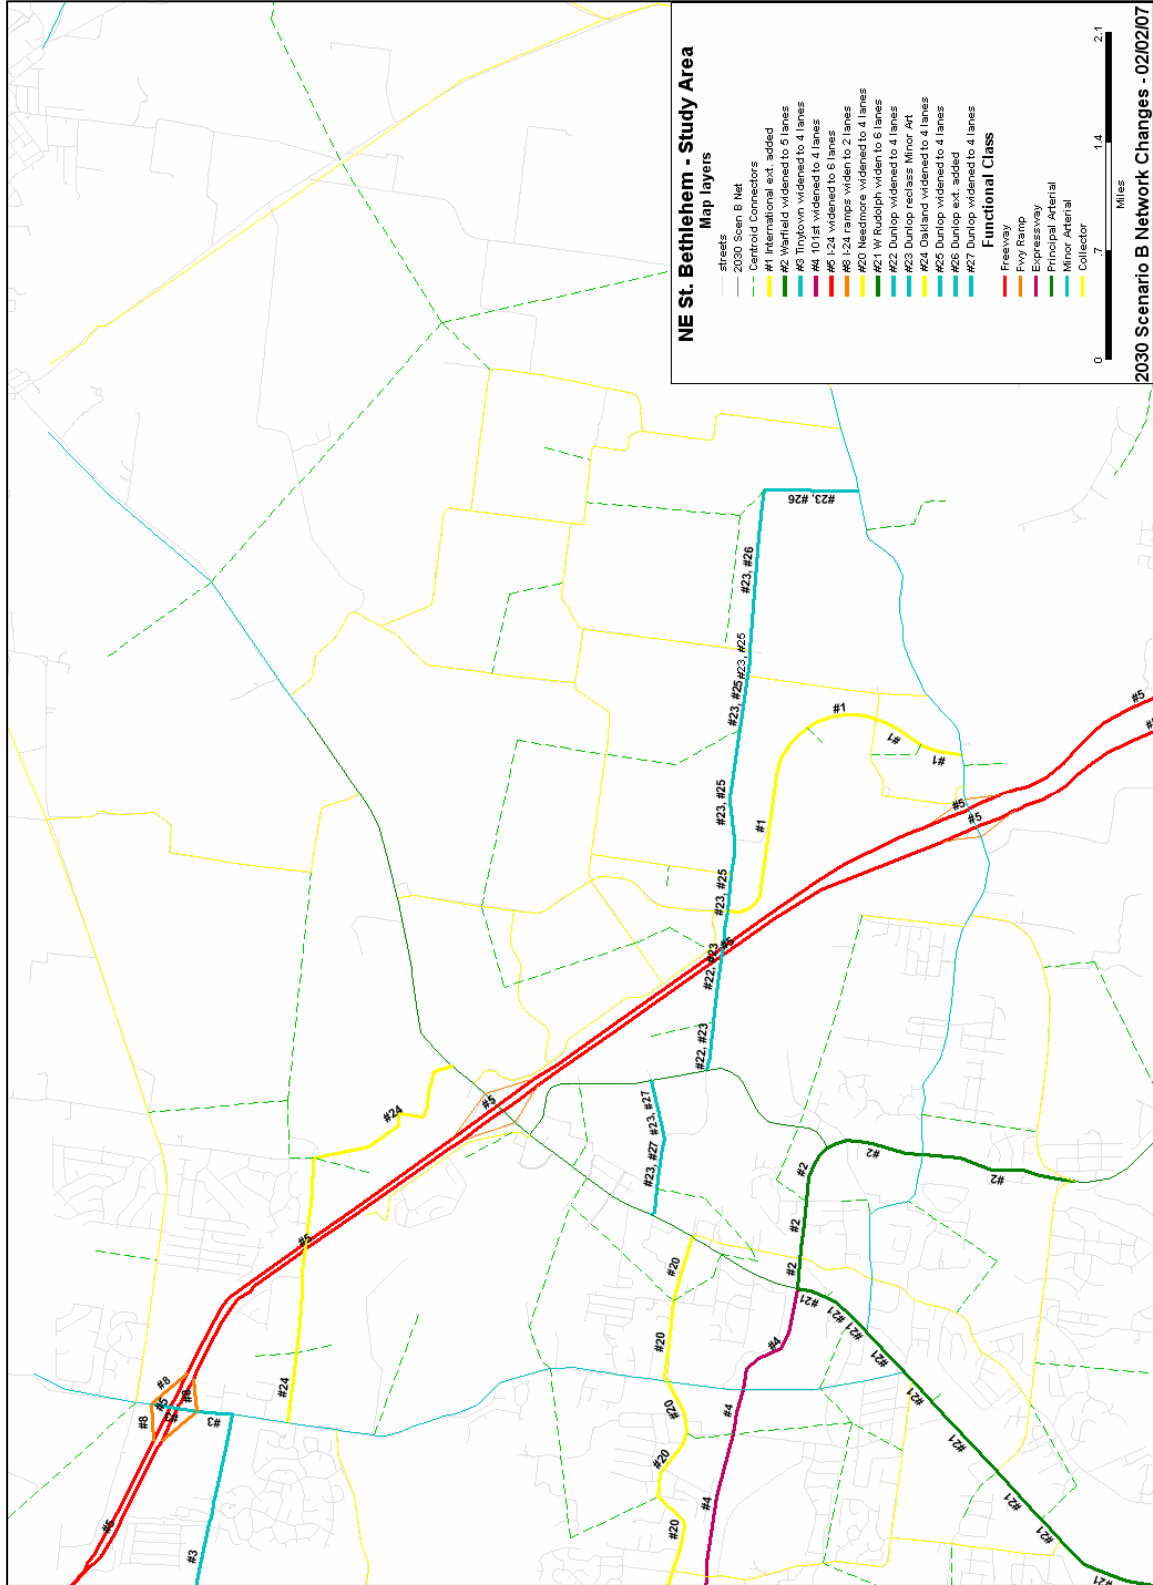 NE St. Bethlehem - Study Area
Map layers
streets
2030 Scen B Net
Centroid Connectors
#1 International ext. added
#2 Warfield widened to 5 lanes
#3 Tinytown widened to 4 lanes
#4 101st widened to 4 lanes
#5 I-24 widened to 6 lanes
#8 I-24 ramps widen to 2 lanes
#20 Needmore widened to 4 lanes
#21 W Rudolph widen to 6 lanes
#22 Dunlop widened to 4 lanes
#23 Dunlop reclass Minor Art
#24 Oakland widened to 4 lanes
#25 Dunlop widened to 4 lanes
#26 Dunlop ext. added
#27 Dunlop widened to 4 lanes
Functional Class
Freeway
Fwy Ramp
Expressway
Principal Arterial
Minor Arterial
Collector
0 .7 1.4 2.1
Miles
2030 Scenario B Network Changes - 02/02/07
#5
#3
#8
#8
#5
#3
#8
#3
#24
#5
#24
#5
#20
#20
#20
#20
#20
#4
#4
#4
#23, #27
#23, #27
#22, #23
#22, #23
#5
#23, #25
#23, #25
#23, #25
#23, #25
#23, #26
#23, #26
#1
#1
#1
#1
#5
#5
#5
#2
#2
#2
#2
#2
#21
#21
#21
#21
#21
#21
#21
#21
#21